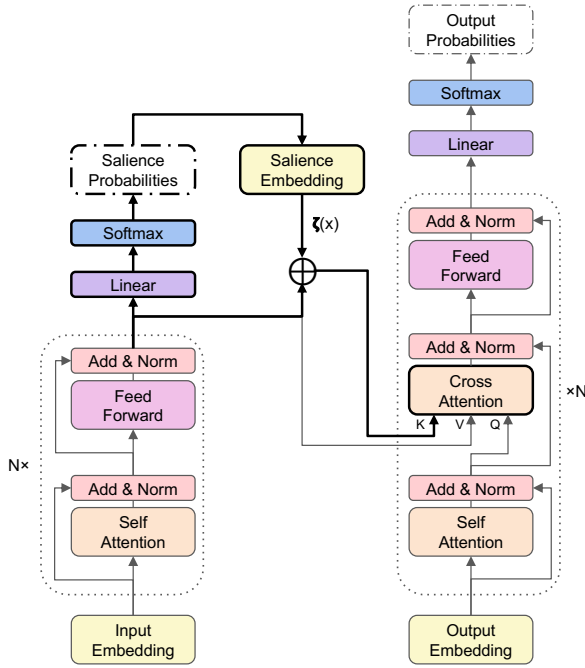 Output
Probabilities
Softmax
Linear
Salience
Probabilities
Salience
Embedding
ζ(x)
Softmax
Linear
Add & Norm
Feed
Forward
Add & Norm
Self
Attention
N×
Input
Embedding
Add & Norm
Feed
Forward
Add & Norm
Cross
Attention
K
V
Q
×N
Add & Norm
Self
Attention
Output
Embedding